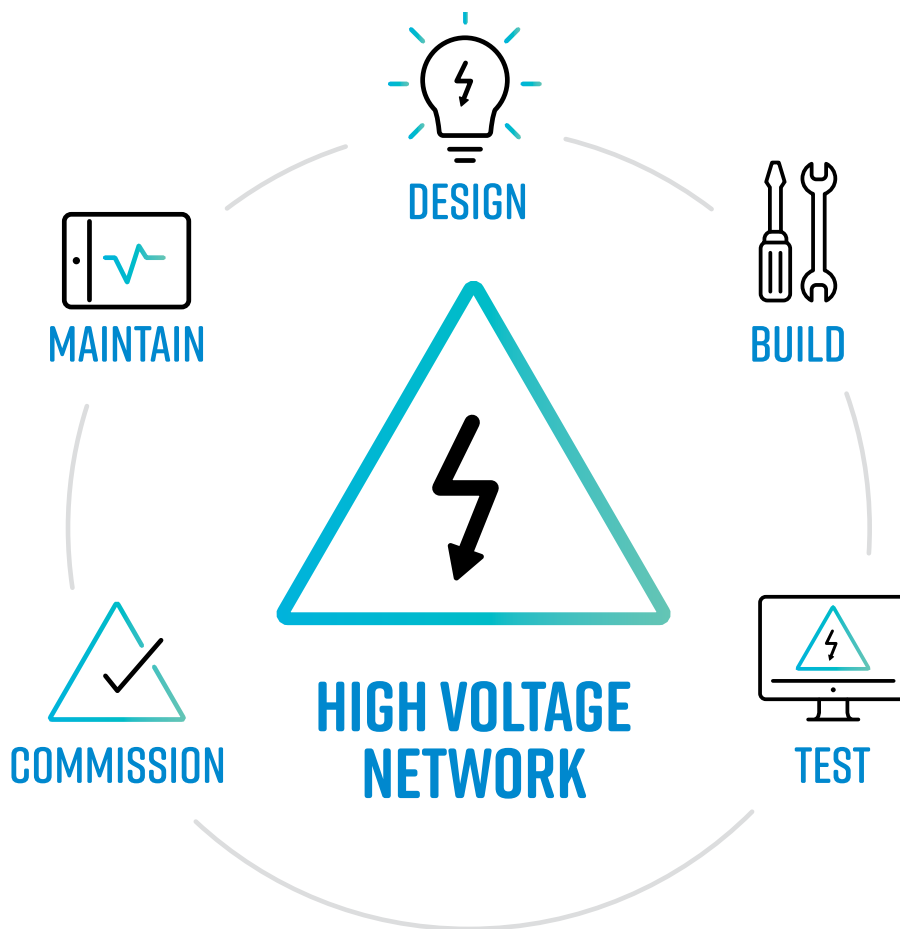 DESIGN
BUILD
TEST
COMMISSION
MAINTAIN
HIGH VOLTAGE
NETWORK